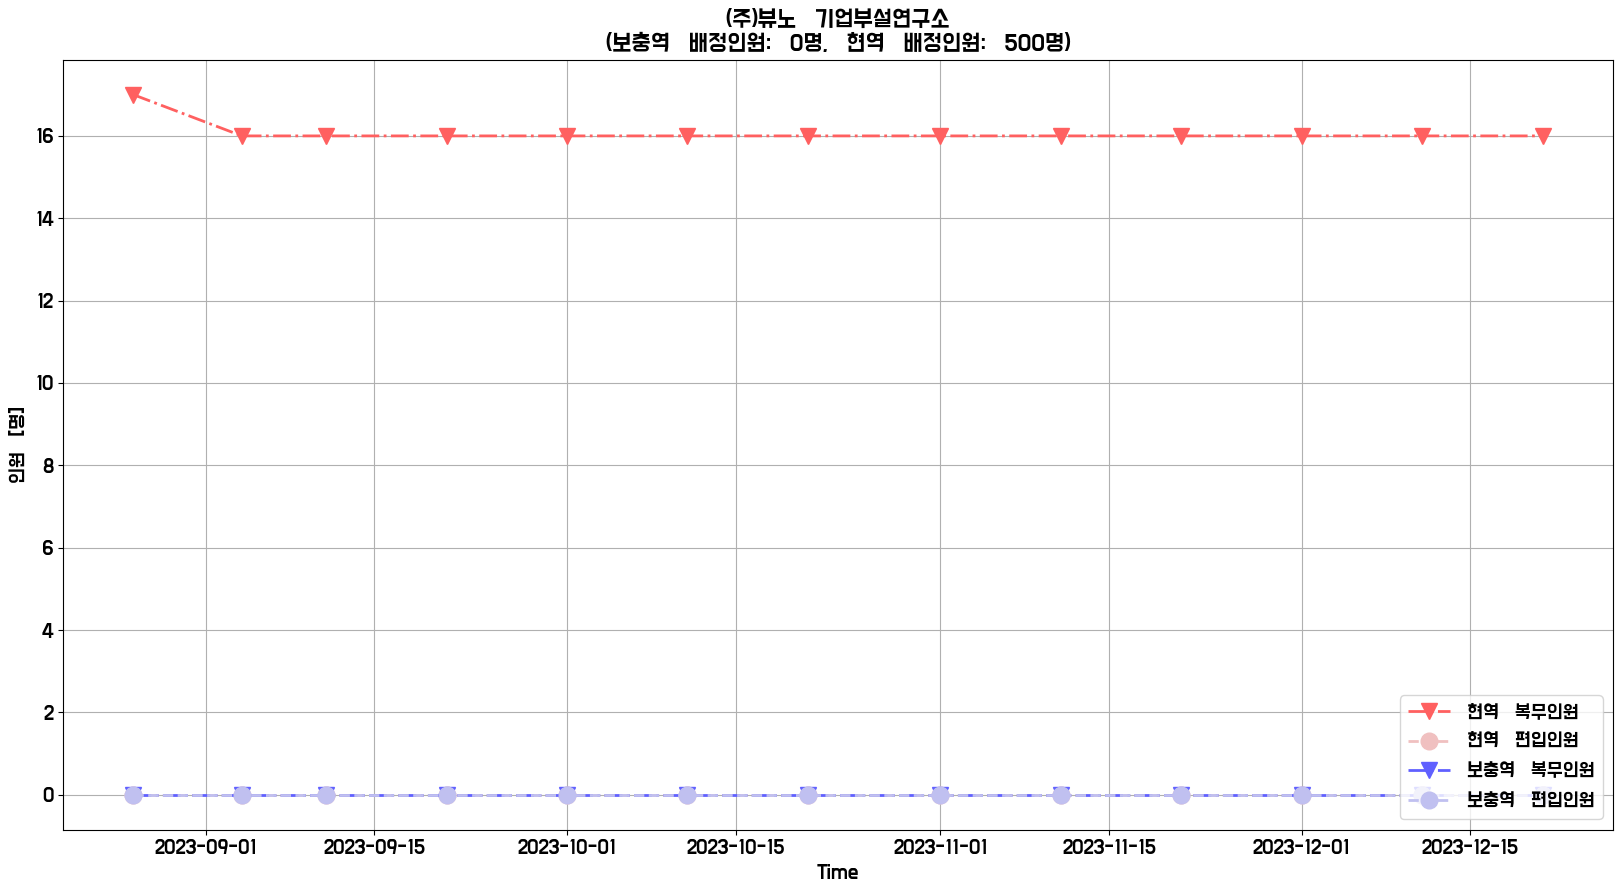 (주)뷰노 기업부설연구소
(보충역 배정인원: 0명, 현역 배정인원: 500명)
인원 [명]
16
14
12
10
8
6
4
2
0
현역 복무인원
현역 편입인원
보충역 복무인원
보충역 편입인원
2023-09-01 2023-09-15 2023-10-01 2023-10-15 2023-11-01 2023-11-15 2023-12-01 2023-12-15
Time